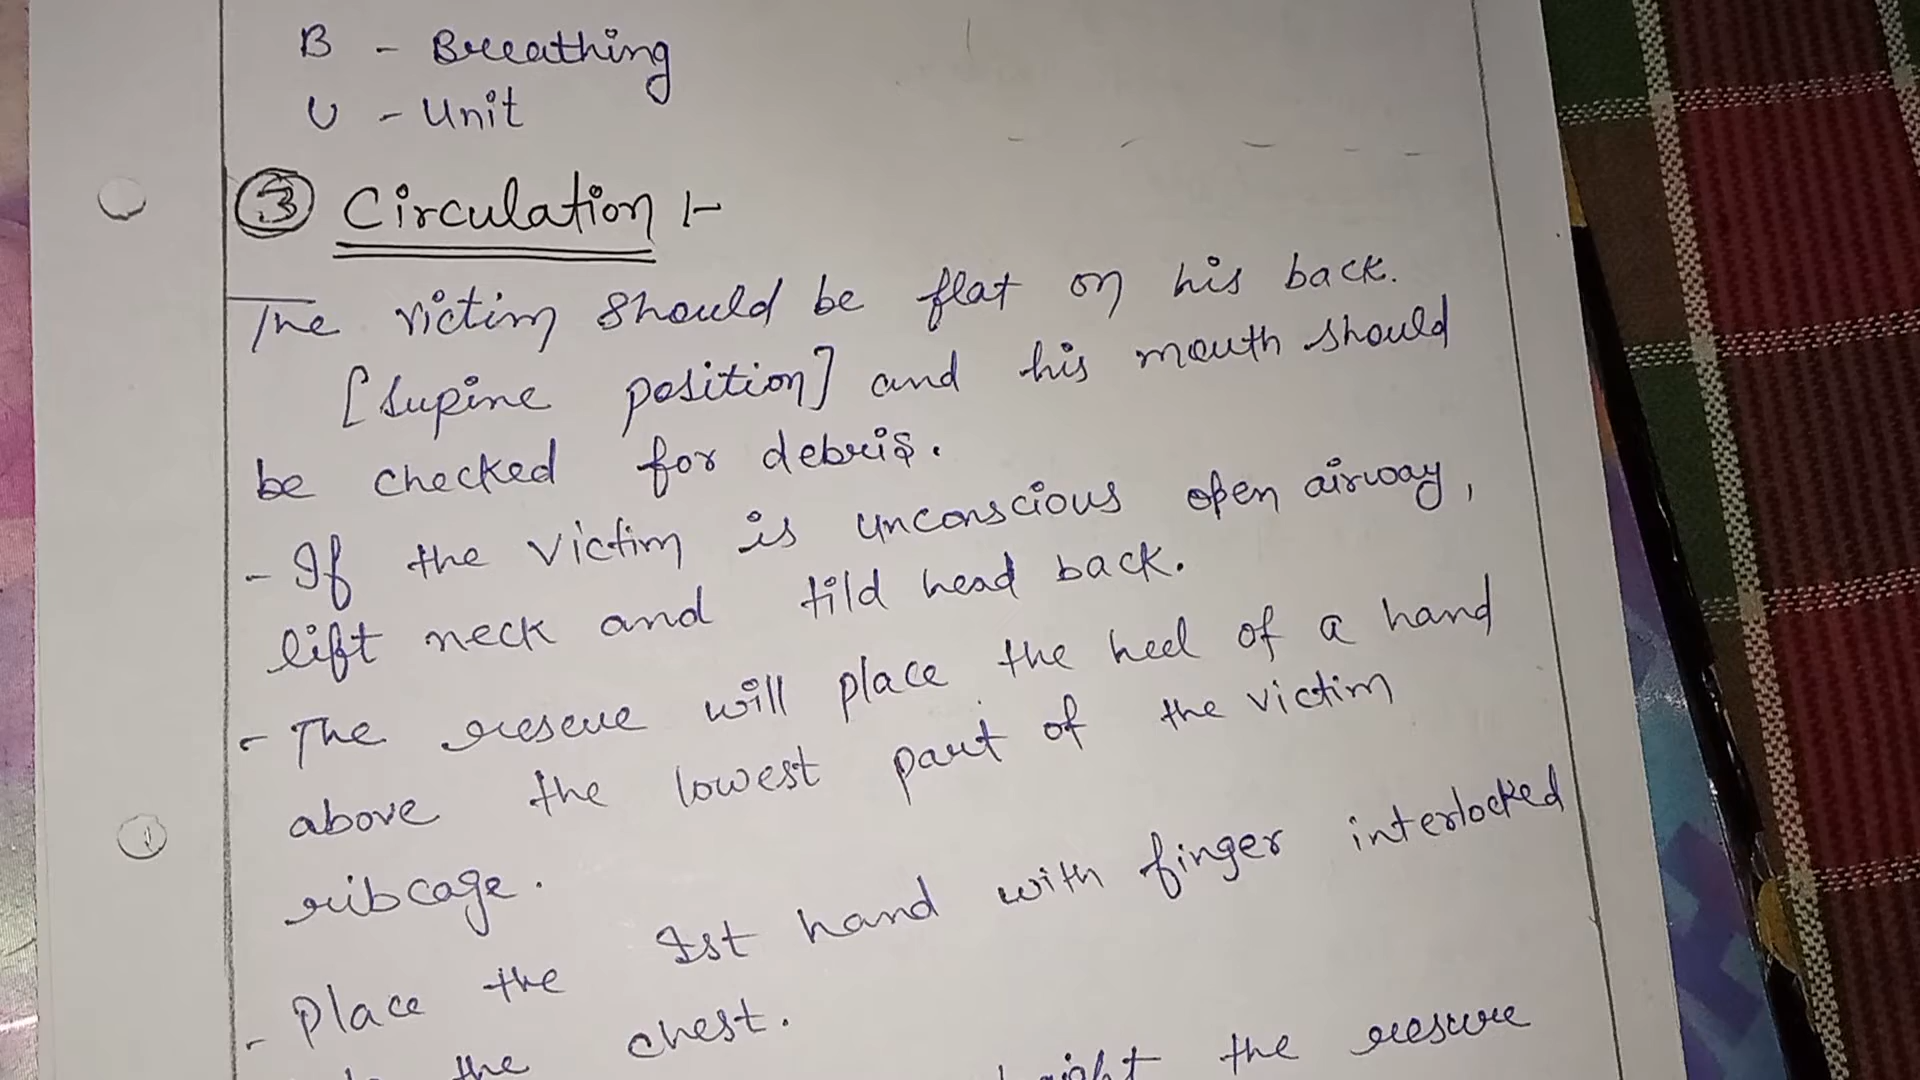 B - Breathing
U - Unit
③ Circulation :-
The victim should be flat on his back.
[supine position] and his mouth should
be checked for debris.
- If the victim is unconscious open airway,
lift neck and tild head back.
- The rescue will place the heel of a hand
above the lowest part of the victim
ribcage.
- Place the Ist hand with finger interlocked
the chest.
the rescure